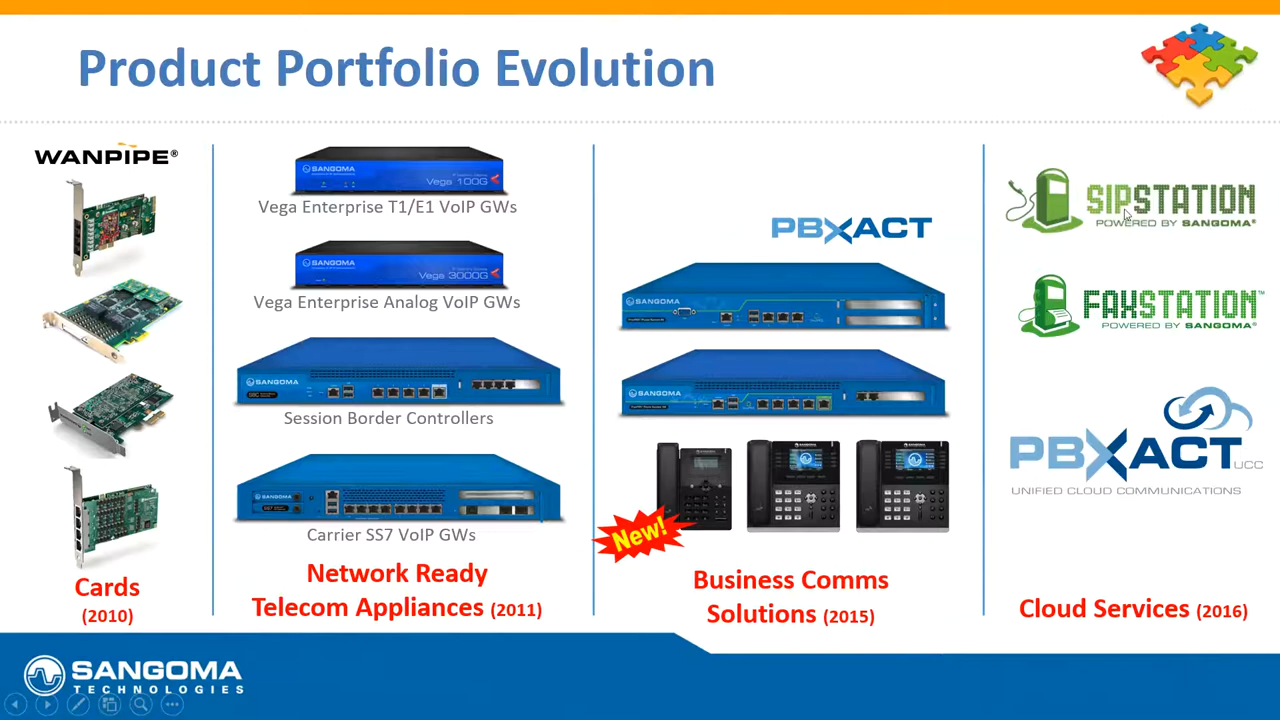 Product Portfolio Evolution
WANPIPE®
Cards
(2010)
SANGOMA
Vega 100G
Vega Enterprise T1/E1 VoIP GWs
SANGOMA
Vega 3000G
Vega Enterprise Analog VoIP GWs
SANGOMA
SBC
Session Border Controllers
SANGOMA
SS7
Carrier SS7 VoIP GWs
Network Ready
Telecom Appliances (2011)
PBXACT
SANGOMA
SANGOMA
New!
Business Comms
Solutions (2015)
SIPSTATION
POWERED BY SANGOMA®
FAXSTATION™
POWERED BY SANGOMA®
PBXACT UCC
UNIFIED CLOUD COMMUNICATIONS
Cloud Services (2016)
SANGOMA
TECHNOLOGIES